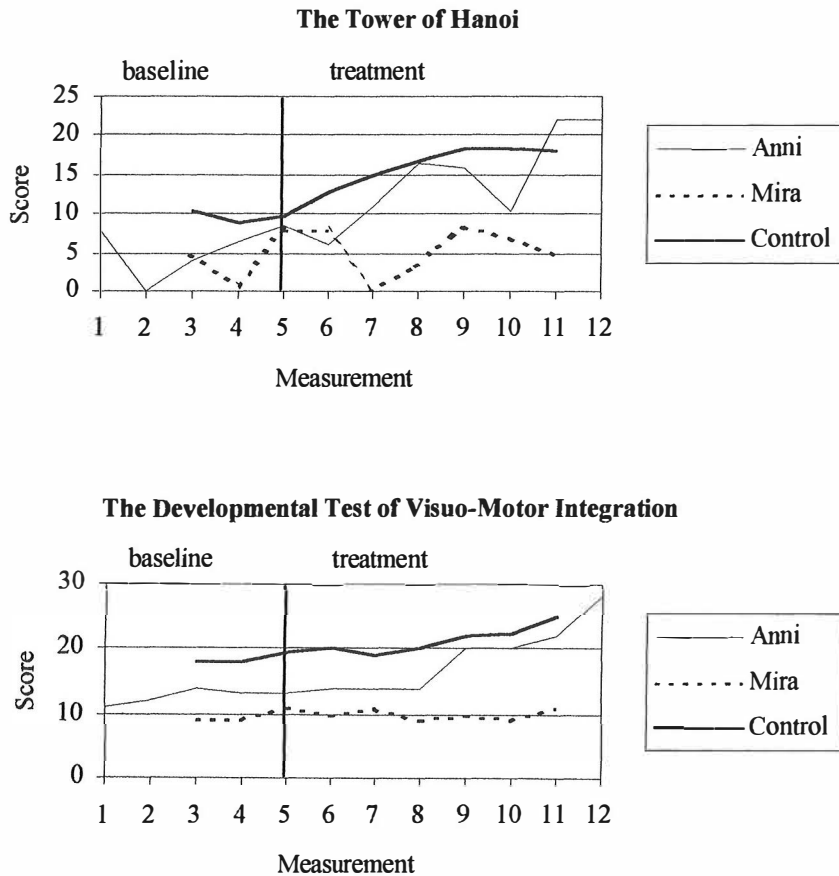 The Tower of Hanoi
baseline treatment
25
20
15
10
5
0
Score
1 2 3 4 5 6 7 8 9 10 11 12
Measurement
Anni
Mira
Control
The Developmental Test of Visuo-Motor Integration
baseline treatment
30
20
10
0
Score
1 2 3 4 5 6 7 8 9 10 11 12
Measurement
Anni
Mira
Control